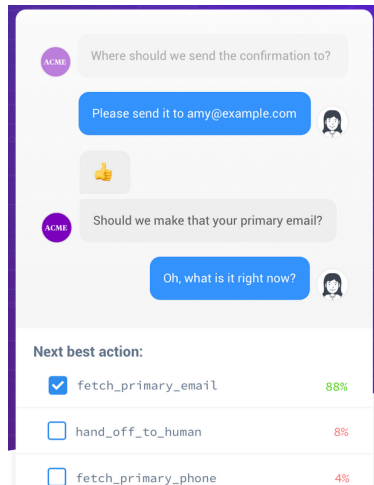 ACME
Where should we send the confirmation to?
Please send it to amy@example.com
ACME
Should we make that your primary email?
Oh, what is it right now?
Next best action:
fetch_primary_email 88%
hand_off_to_human 8%
fetch_primary_phone 4%